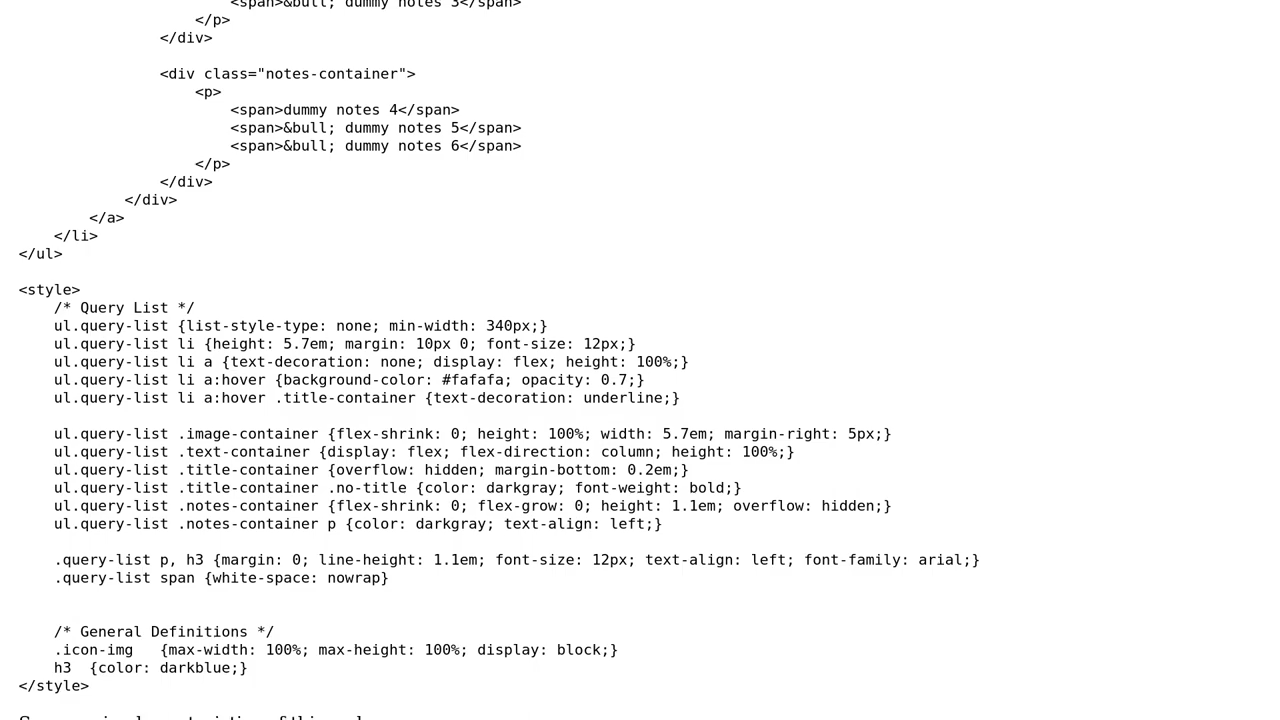 <span>&bull; dummy notes 3</span>
                    </p>
                </div>

                <div class="notes-container">
                    <p>
                        <span>dummy notes 4</span>
                        <span>&bull; dummy notes 5</span>
                        <span>&bull; dummy notes 6</span>
                    </p>
                </div>
            </div>
        </a>
    </li>
</ul>

<style>
    /* Query List */
    ul.query-list {list-style-type: none; min-width: 340px;}
    ul.query-list li {height: 5.7em; margin: 10px 0; font-size: 12px;}
    ul.query-list li a {text-decoration: none; display: flex; height: 100%;}
    ul.query-list li a:hover {background-color: #fafafa; opacity: 0.7;}
    ul.query-list li a:hover .title-container {text-decoration: underline;}

    ul.query-list .image-container {flex-shrink: 0; height: 100%; width: 5.7em; margin-right: 5px;}
    ul.query-list .text-container {display: flex; flex-direction: column; height: 100%;}
    ul.query-list .title-container {overflow: hidden; margin-bottom: 0.2em;}
    ul.query-list .title-container .no-title {color: darkgray; font-weight: bold;}
    ul.query-list .notes-container {flex-shrink: 0; flex-grow: 0; height: 1.1em; overflow: hidden;}
    ul.query-list .notes-container p {color: darkgray; text-align: left;}

    .query-list p, h3 {margin: 0; line-height: 1.1em; font-size: 12px; text-align: left; font-family: arial;}
    .query-list span {white-space: nowrap}


    /* General Definitions */
    .icon-img   {max-width: 100%; max-height: 100%; display: block;}
    h3  {color: darkblue;}
</style>